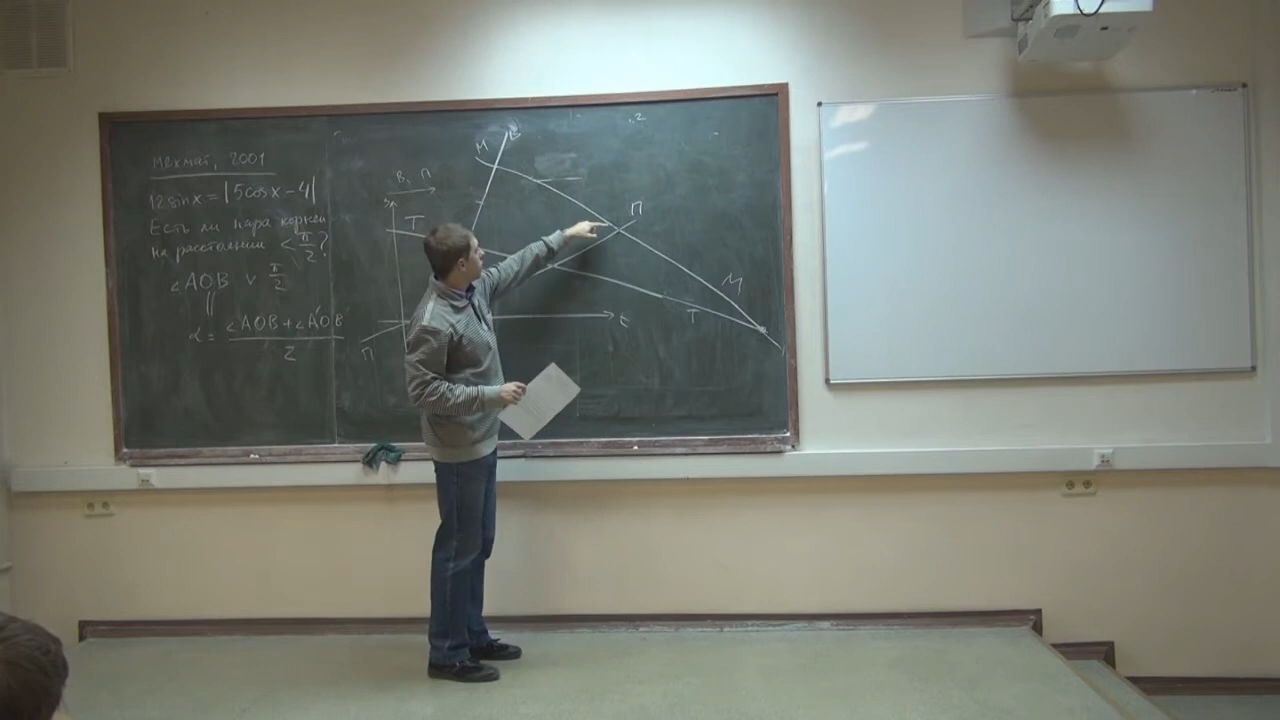 Мехмат, 2001
12 sin x = |5 cos x − 4|
Есть ли пара корней
на расстоянии < π/2 ?
∠AOB ∨ π/2
||
α = (∠AOB + ∠A'OB) / 2
В, П
S
T
М
В
П
М
T
t
П